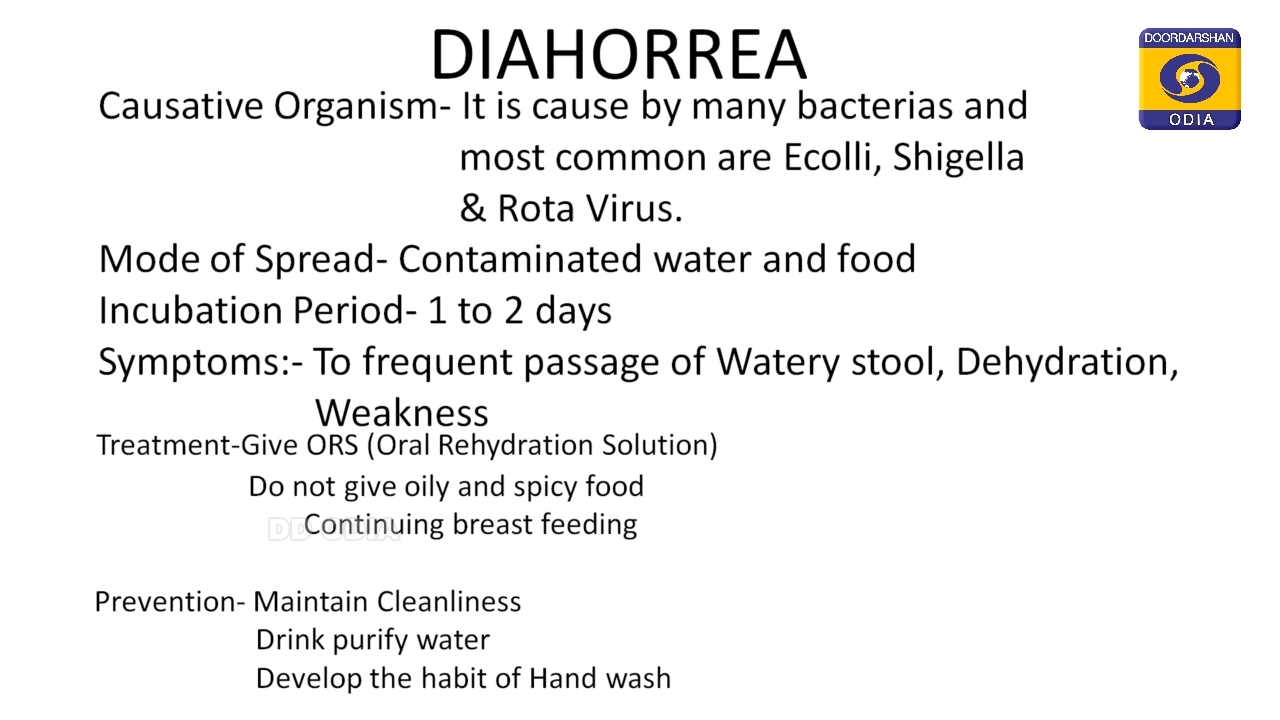 DIAHORREA
DOORDARSHAN
ODIA
Causative Organism- It is cause by many bacterias and
most common are Ecolli, Shigella
& Rota Virus.
Mode of Spread- Contaminated water and food
Incubation Period- 1 to 2 days
Symptoms:- To frequent passage of Watery stool, Dehydration,
Weakness
Treatment-Give ORS (Oral Rehydration Solution)
Do not give oily and spicy food
Continuing breast feeding
DD ODIA
Prevention- Maintain Cleanliness
Drink purify water
Develop the habit of Hand wash